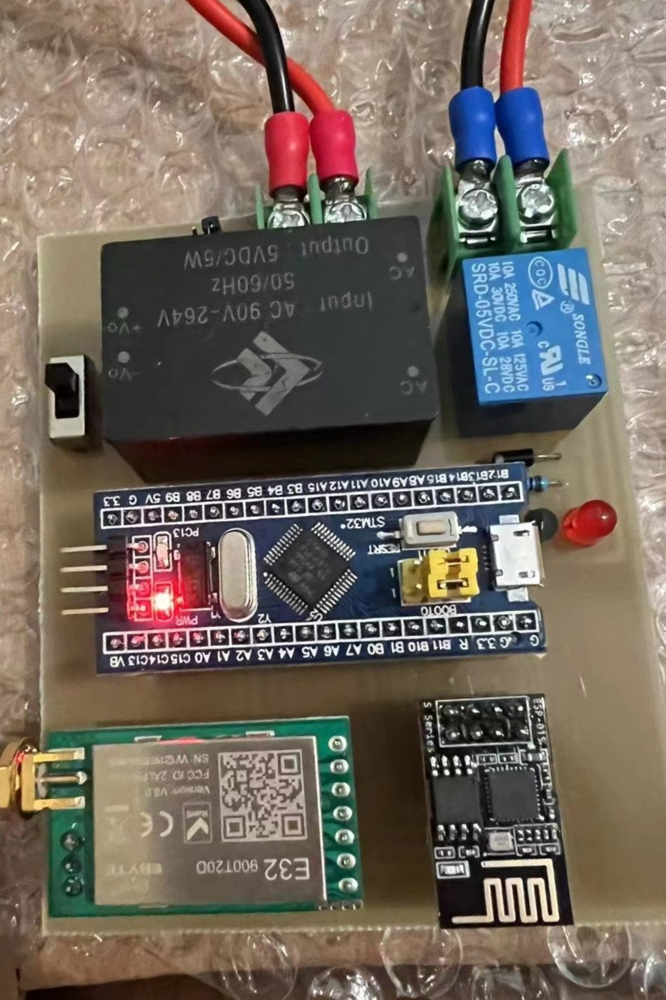 Input AC 90V-264V
50/60Hz
Output : 5VDC/5W
AC
AC
+Vo
-Vo
SONGLE
®
CQC
10A 250VAC 10A 125VAC
10A 30VDC 10A 28VDC
SRD-05VDC-SL-C
c US
1
3.3 G 5V B9 B8 B7 B6 B5 B4 B3 A15 A12 A11 A10 A9 A8 B15 B14 B13 B12
PC13
STM32
PWR
Y2
BOOT0
VB C13 C14 C15 A0 A1 A2 A3 A4 A5 A6 A7 B0 B1 B10 B11 R 3.3 G G
E32 900T20D
EBYTE
CE
RoHS
Version: V8.0
FCC ID: 2ALP
SN:
ESP-01S
S Series